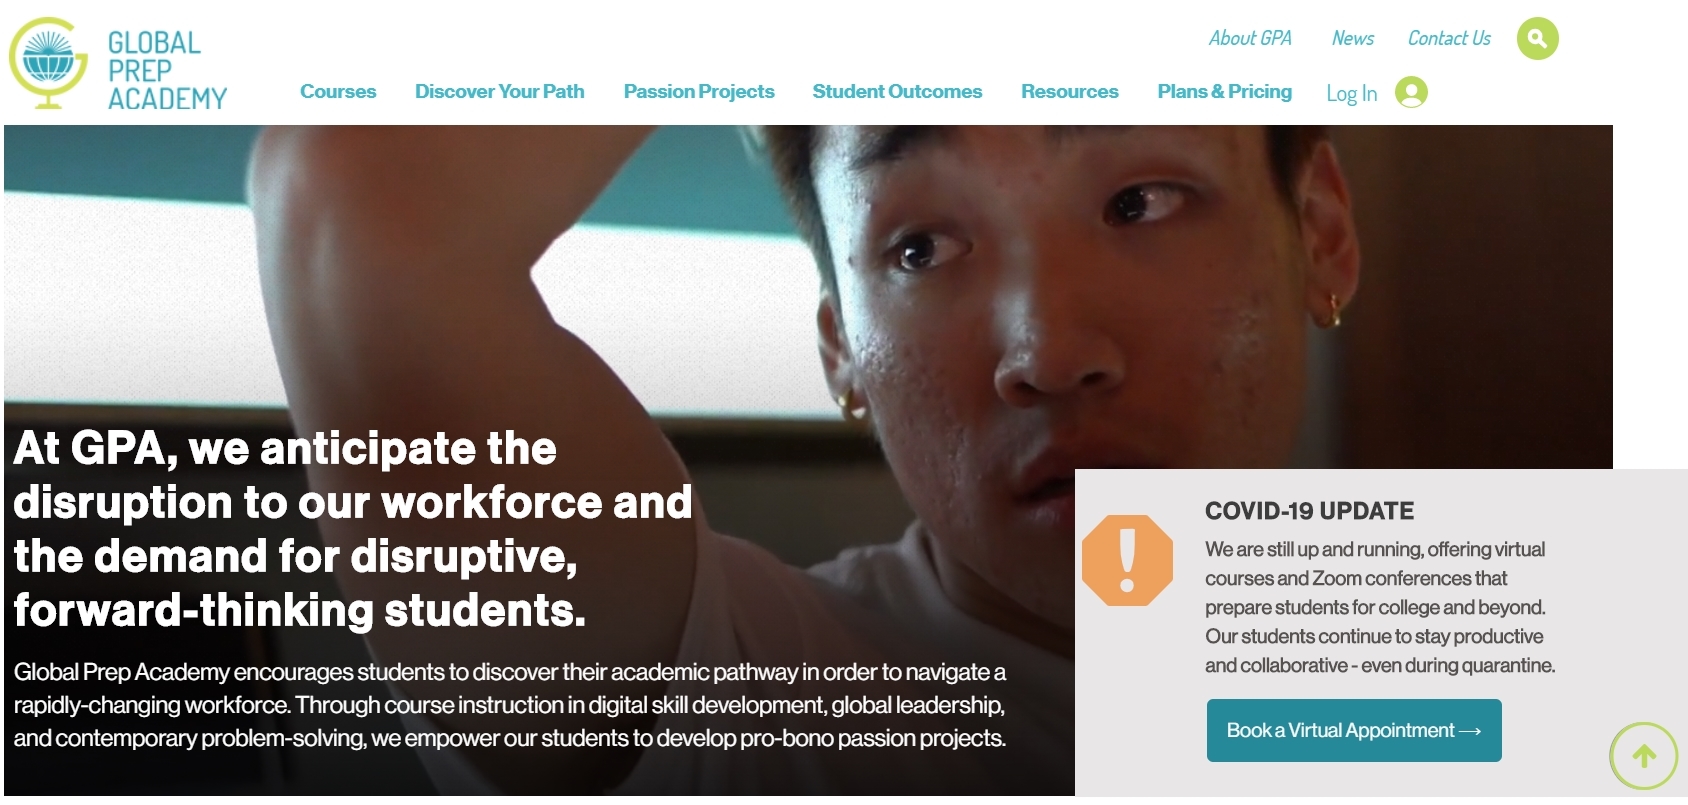 GLOBAL
PREP
ACADEMY
About GPA
News
Contact Us
Courses
Discover Your Path
Passion Projects
Student Outcomes
Resources
Plans & Pricing
Log In
At GPA, we anticipate the
disruption to our workforce and
the demand for disruptive,
forward-thinking students.
Global Prep Academy encourages students to discover their academic pathway in order to navigate a
rapidly-changing workforce. Through course instruction in digital skill development, global leadership,
and contemporary problem-solving, we empower our students to develop pro-bono passion projects.
COVID-19 UPDATE
We are still up and running, offering virtual
courses and Zoom conferences that
prepare students for college and beyond.
Our students continue to stay productive
and collaborative - even during quarantine.
Book a Virtual Appointment →